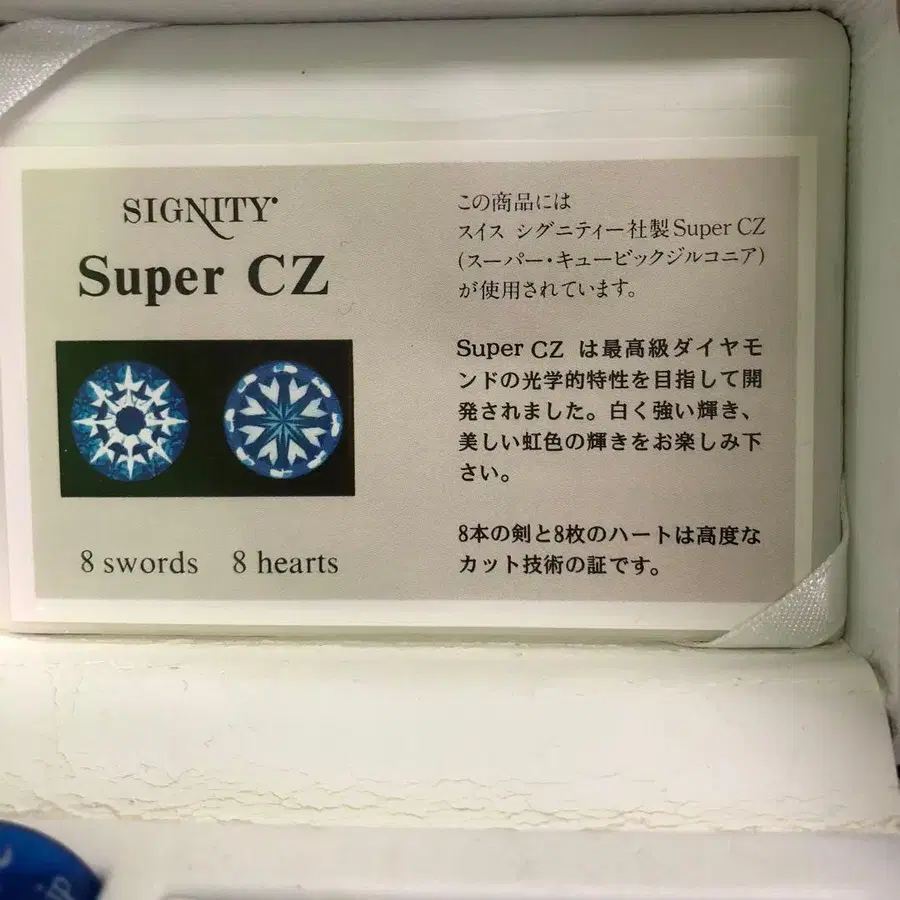 SIGNITY
Super CZ
8 swords 8 hearts
この商品には
スイス シグニティー社製Super CZ
(スーパー・キュービックジルコニア)
が使用されています。
Super CZ は最高級ダイヤモ
ンドの光学的特性を目指して開
発されました。白く強い輝き、
美しい虹色の輝きをお楽しみ下
さい。
8本の剣と8枚のハートは高度な
カット技術の証です。
jp